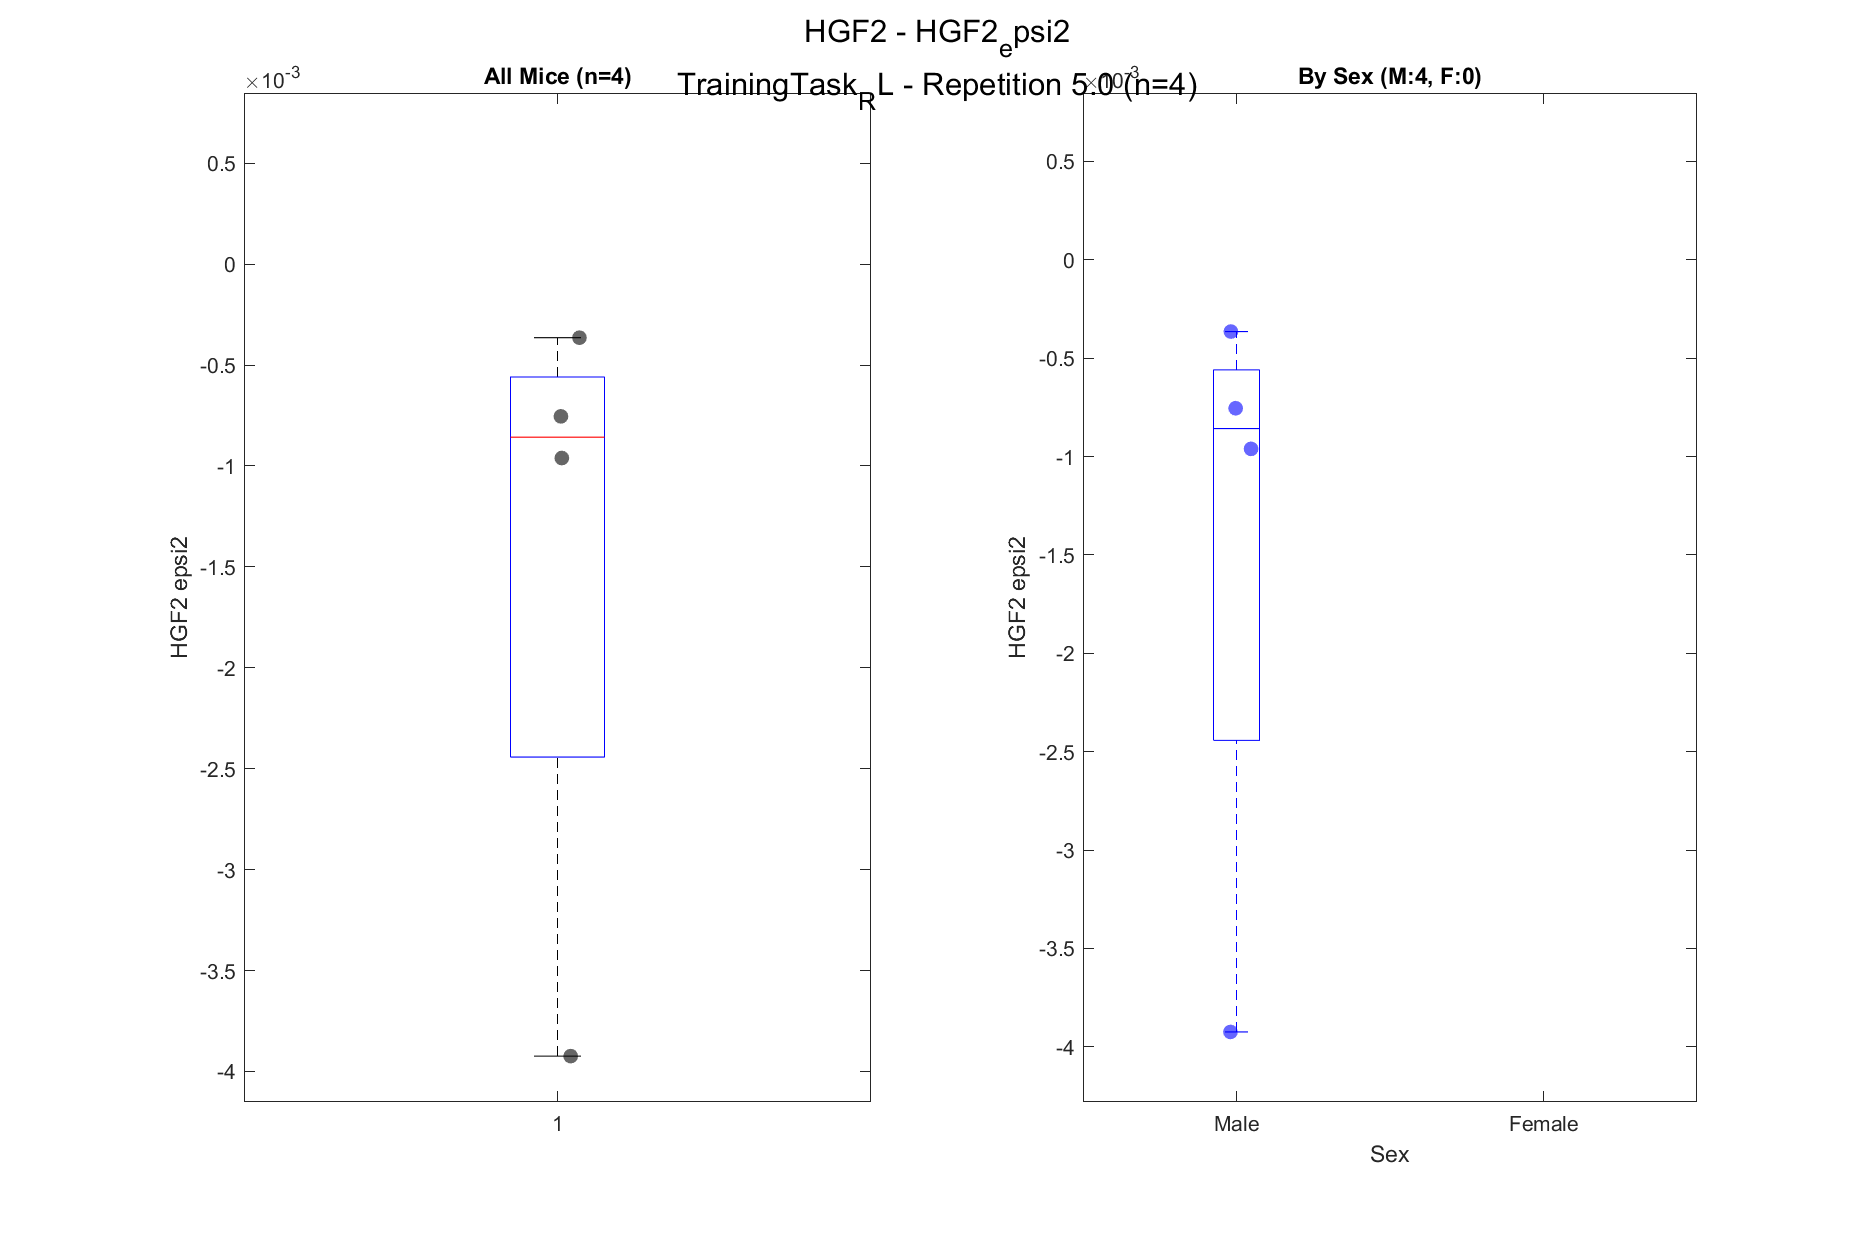 HGF2 - HGF2epsi2
TrainingTaskRL - Repetition 5.0 (n=4)
All Mice (n=4)
×10-3
0.5
0
-0.5
-1
-1.5
-2
-2.5
-3
-3.5
-4
HGF2 epsi2
1
By Sex (M:4, F:0)
×10-3
0.5
0
-0.5
-1
-1.5
-2
-2.5
-3
-3.5
-4
HGF2 epsi2
Male Female
Sex